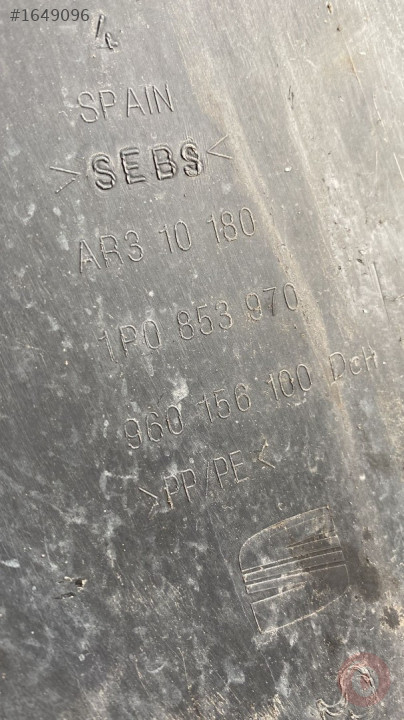 #1649096
SPAIN
>SEBS<
AR3 10 180
1P0 853 970
960 156 100 Dch
>PP/PE<